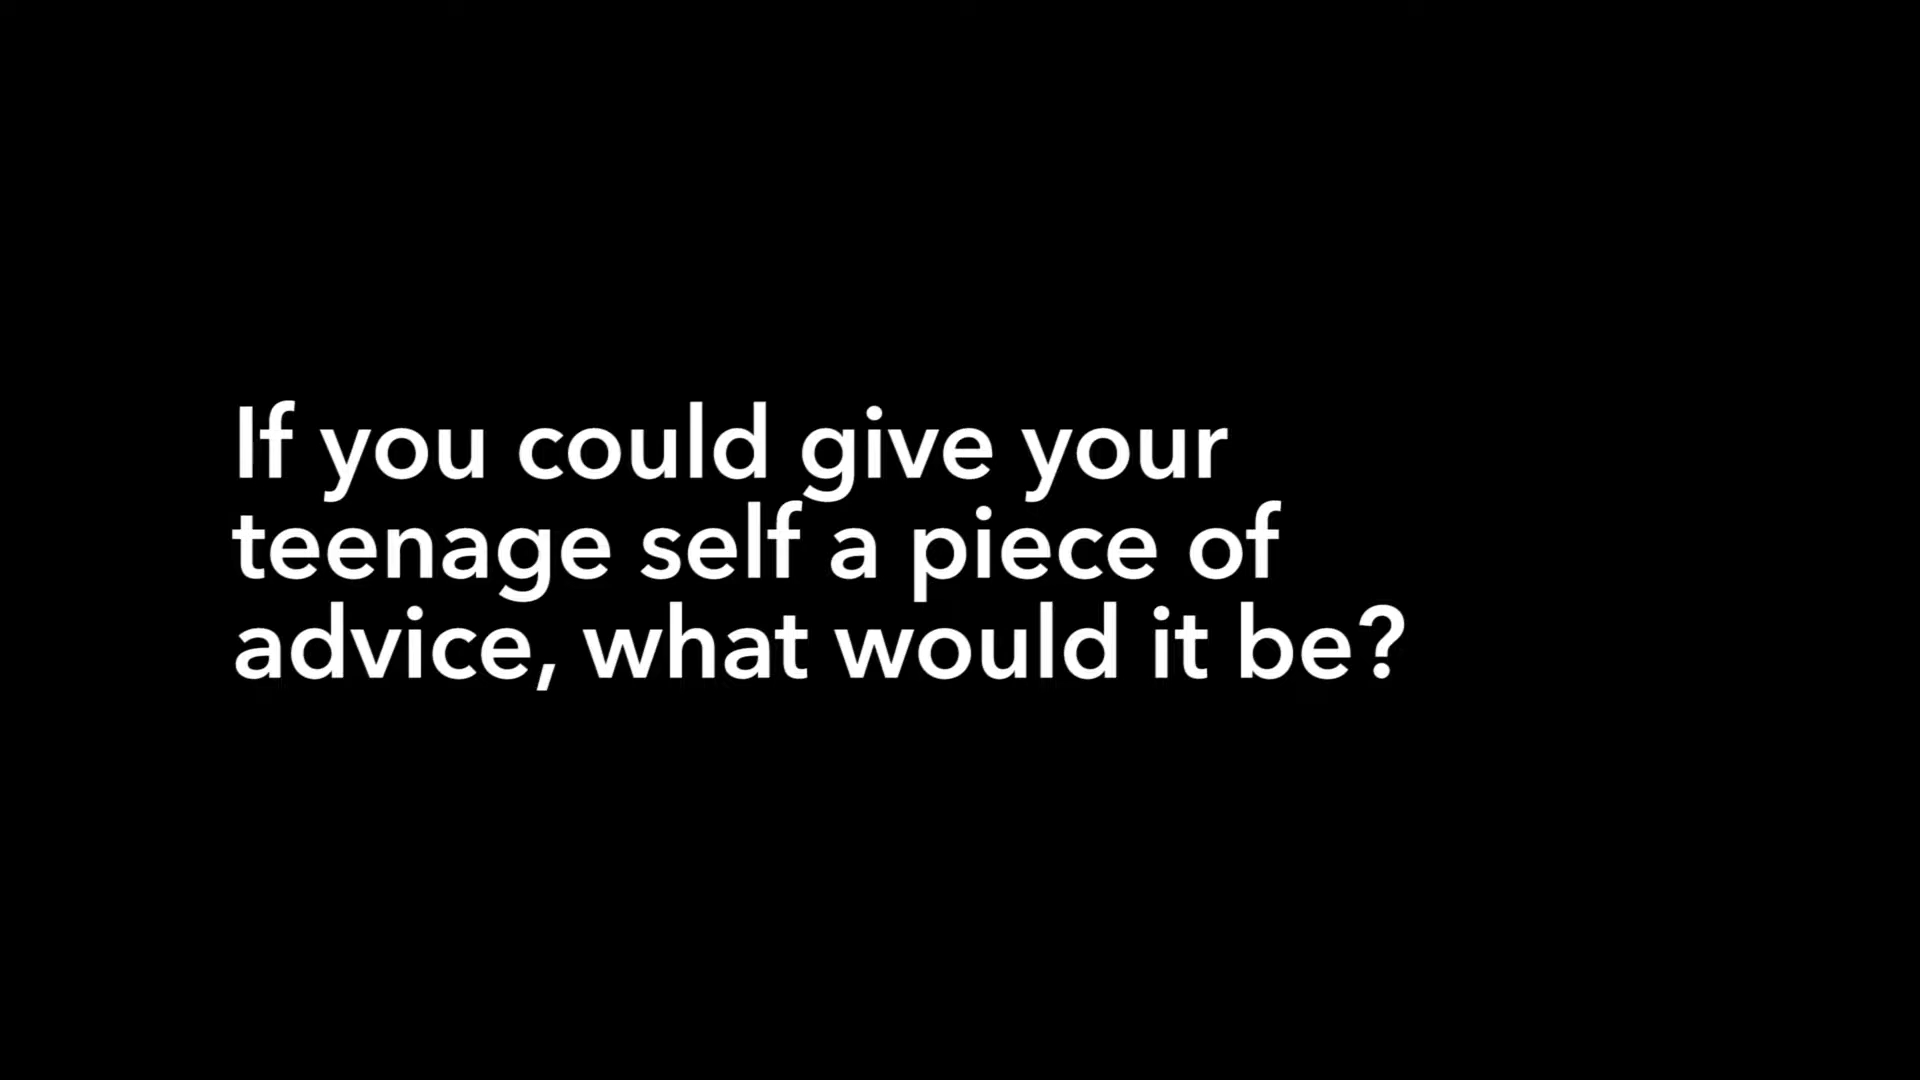 If you could give your
teenage self a piece of
advice, what would it be?